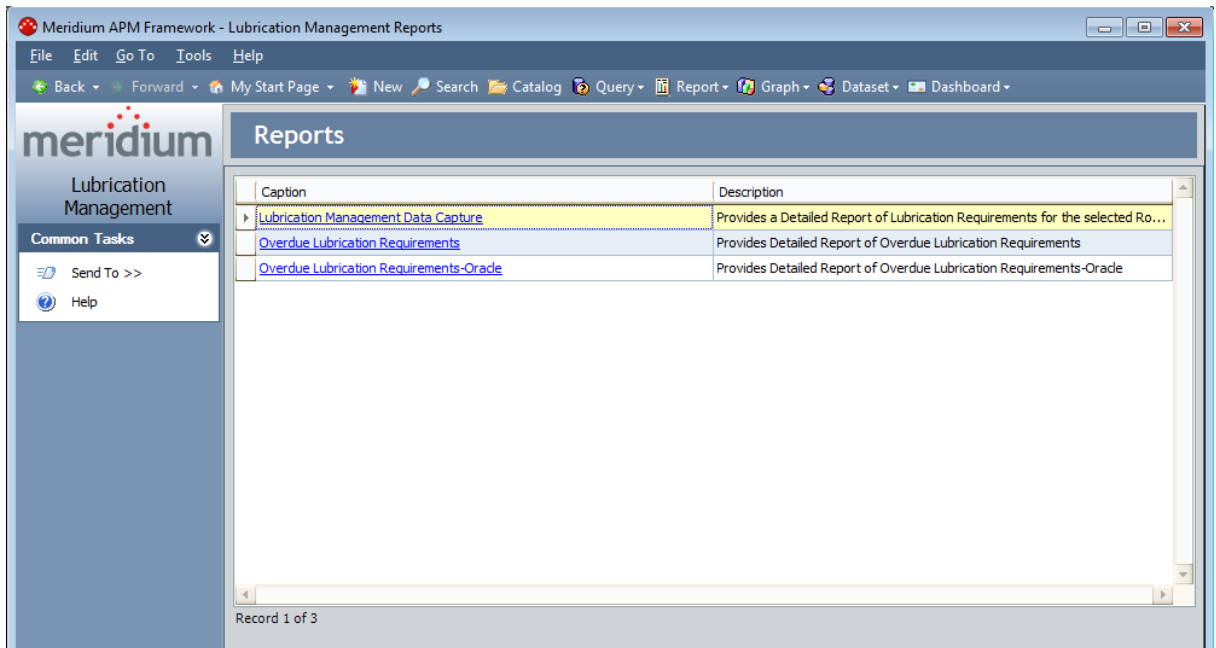 Meridium APM Framework - Lubrication Management Reports
File Edit Go To Tools Help
Back Forward My Start Page New Search Catalog Query Report Graph Dataset Dashboard
meridium
Reports
Lubrication
Management
Common Tasks
Send To >>
Help
Caption Description
Lubrication Management Data Capture Provides a Detailed Report of Lubrication Requirements for the selected Ro...
Overdue Lubrication Requirements Provides Detailed Report of Overdue Lubrication Requirements
Overdue Lubrication Requirements-Oracle Provides Detailed Report of Overdue Lubrication Requirements-Oracle
Record 1 of 3